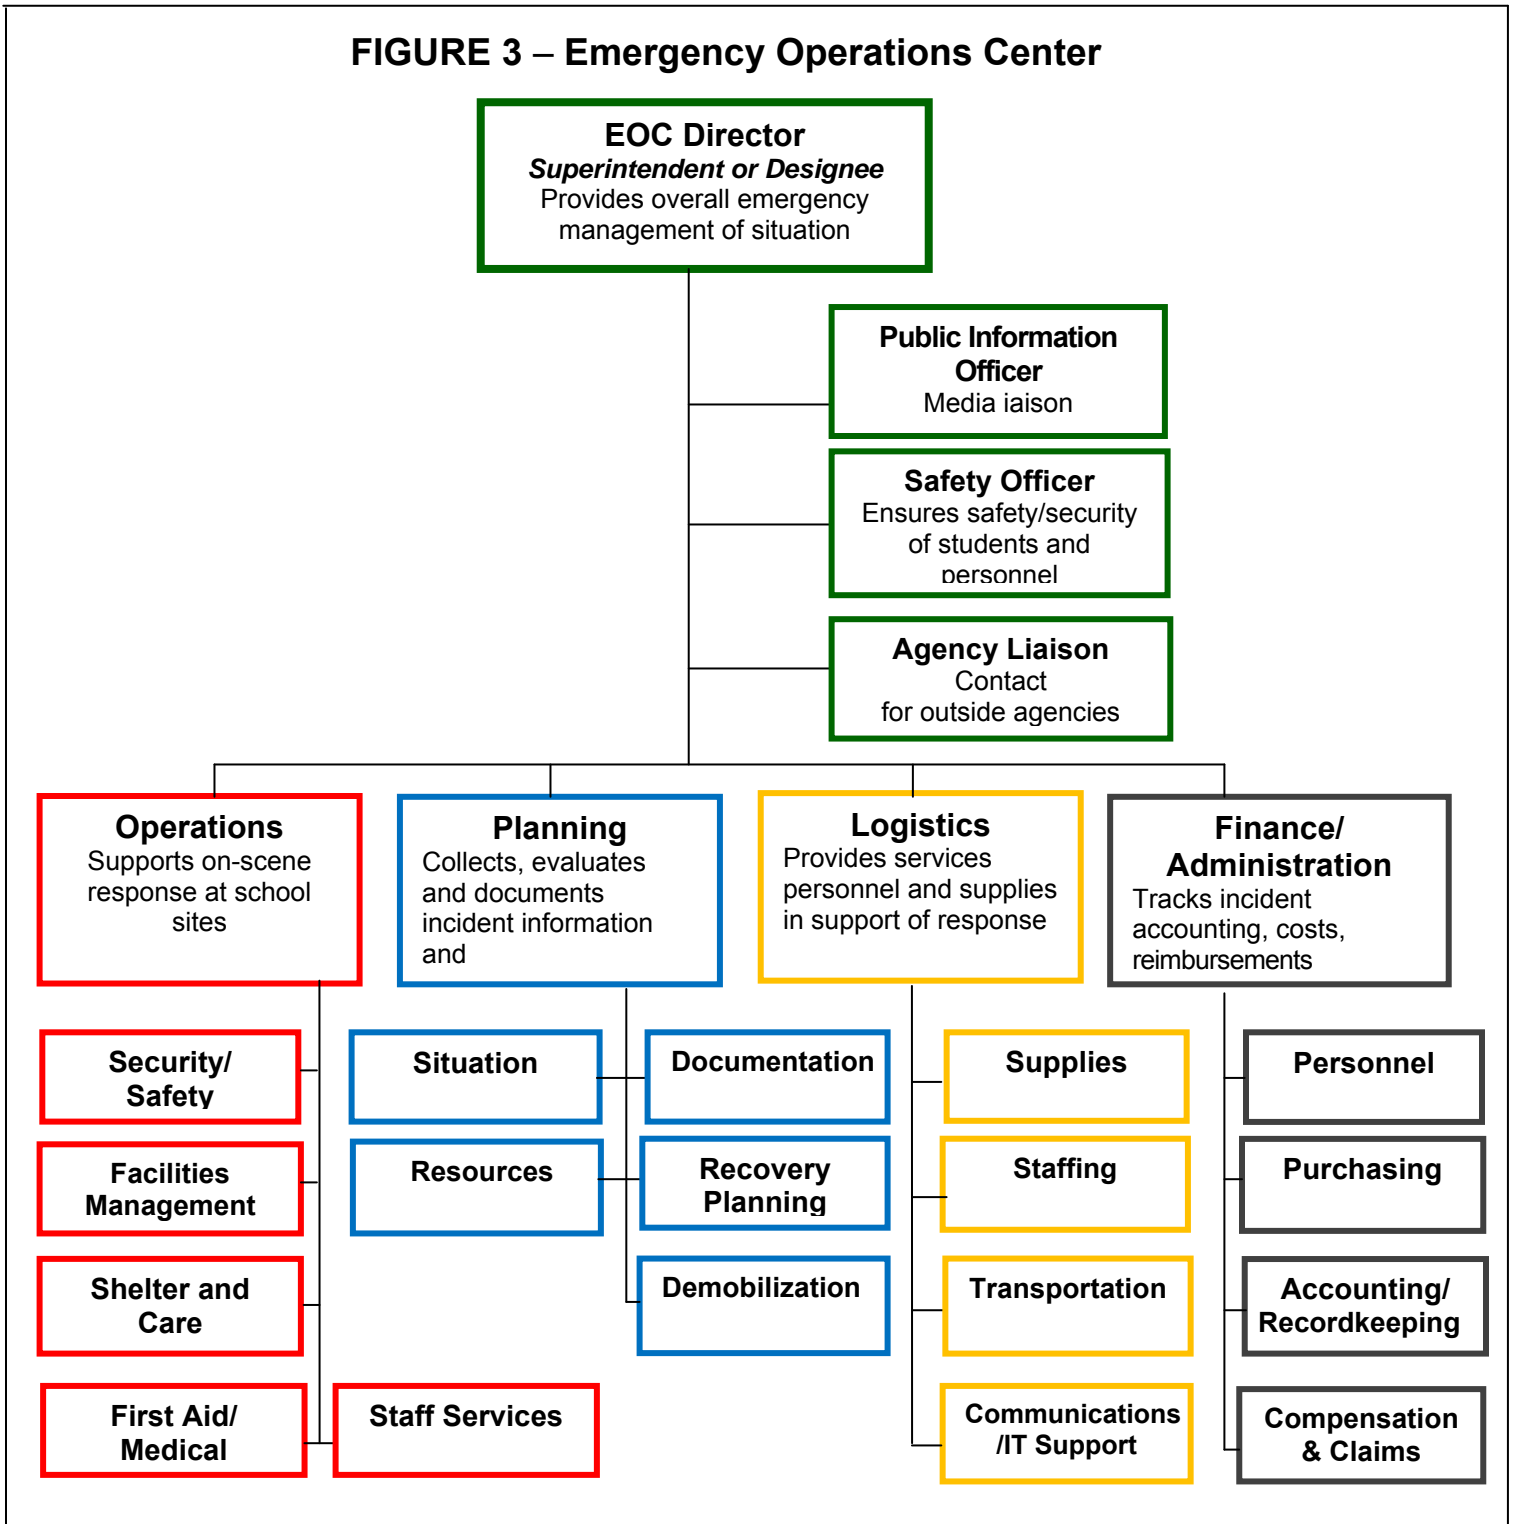 FIGURE 3 – Emergency Operations Center
EOC Director
Superintendent or Designee
Provides overall emergency
management of situation
Public Information
Officer
Media iaison
Safety Officer
Ensures safety/security
of students and
personnel
Agency Liaison
Contact
for outside agencies
Operations
Supports on-scene
response at school
sites
Planning
Collects, evaluates
and documents
incident information
and
Logistics
Provides services
personnel and supplies
in support of response
Finance/
Administration
Tracks incident
accounting, costs,
reimbursements
Security/
Safety
Facilities
Management
Shelter and
Care
First Aid/
Medical
Staff Services
Situation
Resources
Documentation
Recovery
Planning
Demobilization
Supplies
Staffing
Transportation
Communications
/IT Support
Personnel
Purchasing
Accounting/
Recordkeeping
Compensation
& Claims